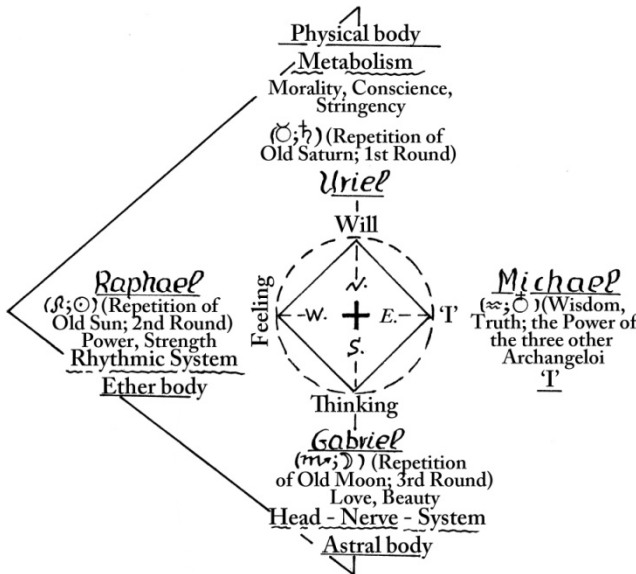 Physical body
Metabolism
Morality, Conscience,
Stringency
(♉;♄) (Repetition of
Old Saturn; 1st Round)
Uriel
Will
Raphael
(♌;☉) (Repetition of
Old Sun; 2nd Round)
Power, Strength
Rhythmic System
Ether body
Feeling
N.
W.
E.
S.
'I'
Michael
(♒;♁) (Wisdom,
Truth; the Power of
the three other
Archangeloi
'I'
Thinking
Gabriel
(♏;☽) (Repetition
of Old Moon; 3rd Round)
Love, Beauty
Head - Nerve - System
Astral body